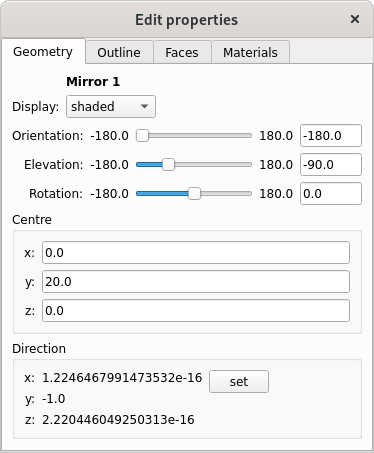 Edit properties ×
Geometry Outline Faces Materials
Mirror 1
Display: shaded
Orientation: -180.0 180.0 -180.0
Elevation: -180.0 180.0 -90.0
Rotation: -180.0 180.0 0.0
Centre
x: 0.0
y: 20.0
z: 0.0
Direction
x: 1.2246467991473532e-16 set
y: -1.0
z: 2.220446049250313e-16